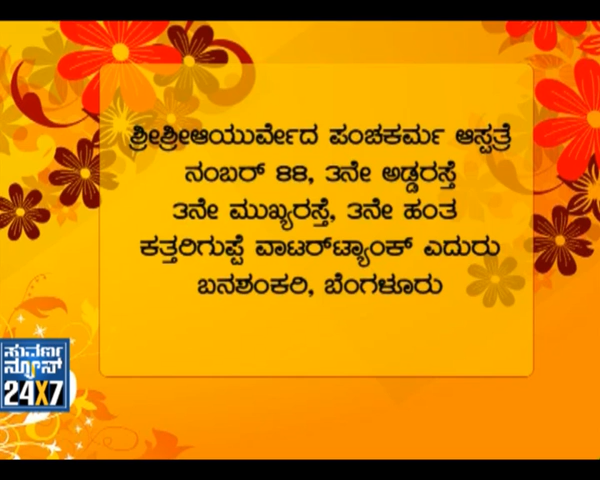 ಶ್ರೀಶ್ರೀಆಯುರ್ವೇದ ಪಂಚಕರ್ಮ ಆಸ್ಪತ್ರೆ
ನಂಬರ್ 88, 3ನೇ ಅಡ್ಡರಸ್ತೆ
3ನೇ ಮುಖ್ಯರಸ್ತೆ, 3ನೇ ಹಂತ
ಕತ್ತರಿಗುಪ್ಪೆ ವಾಟರ್‌ಟ್ಯಾಂಕ್ ಎದುರು
ಬನಶಂಕರಿ, ಬೆಂಗಳೂರು
ಸುವರ್ಣ
ನ್ಯೂಸ್
24X7